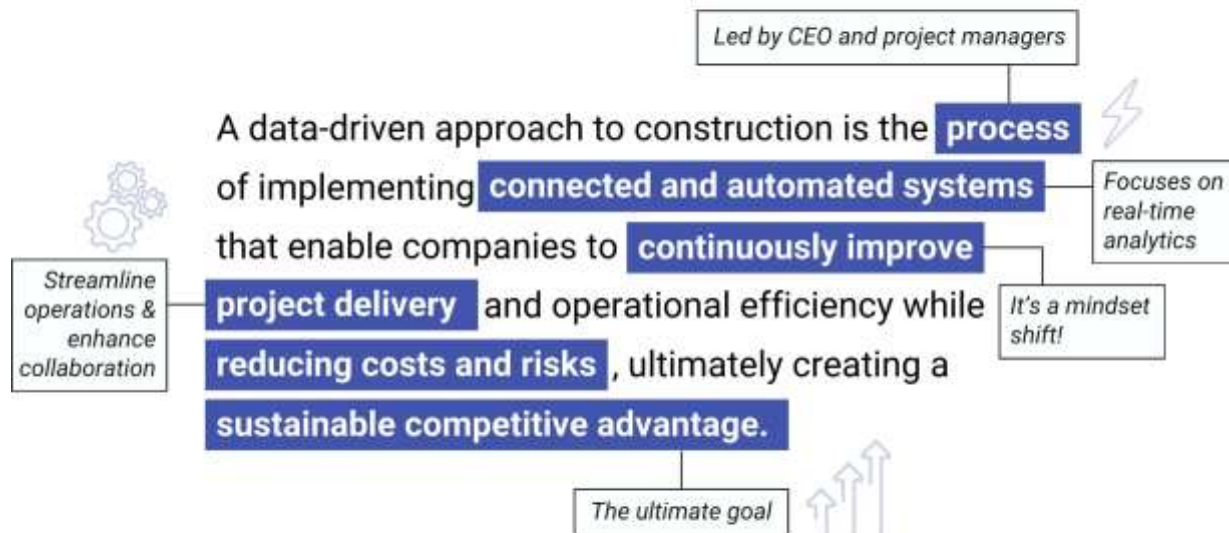 Led by CEO and project managers
A data-driven approach to construction is the process
of implementing connected and automated systems
Focuses on
real-time
analytics
that enable companies to continuously improve
Streamline
operations &
enhance
collaboration
project delivery and operational efficiency while
It's a mindset
shift!
reducing costs and risks, ultimately creating a
sustainable competitive advantage.
The ultimate goal